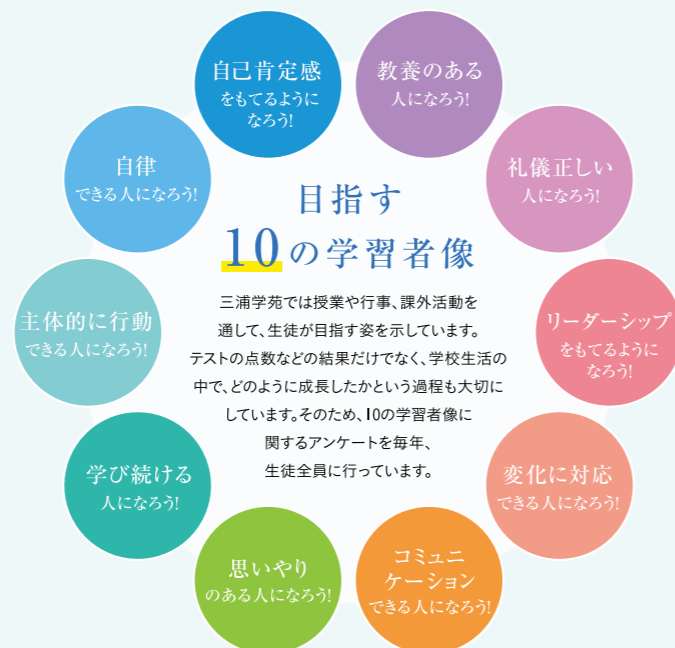 目指す
10の学習者像
三浦学苑では授業や行事、課外活動を
通して、生徒が目指す姿を示しています。
テストの点数などの結果だけでなく、学校生活の
中で、どのように成長したかという過程も大切に
しています。そのため、10の学習者像に
関するアンケートを毎年、
生徒全員に行っています。
自己肯定感
をもてるように
なろう!
教養のある
人になろう!
礼儀正しい
人になろう!
リーダーシップ
をもてるように
なろう!
変化に対応
できる人になろう!
コミュニ
ケーション
できる人になろう!
思いやり
のある人になろう!
学び続ける
人になろう!
主体的に行動
できる人になろう!
自律
できる人になろう!